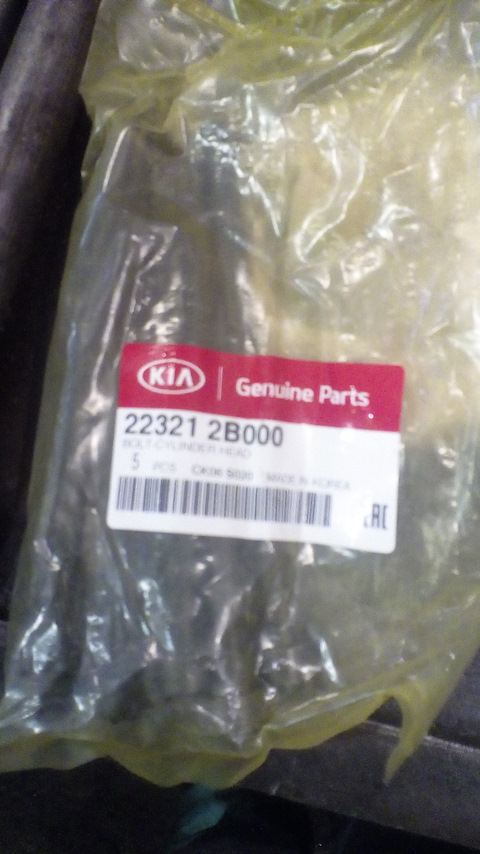 KIA Genuine Parts
22321 2B000
BOLT-CYLINDER HEAD
5 PCS MADE IN KOREA
EAC